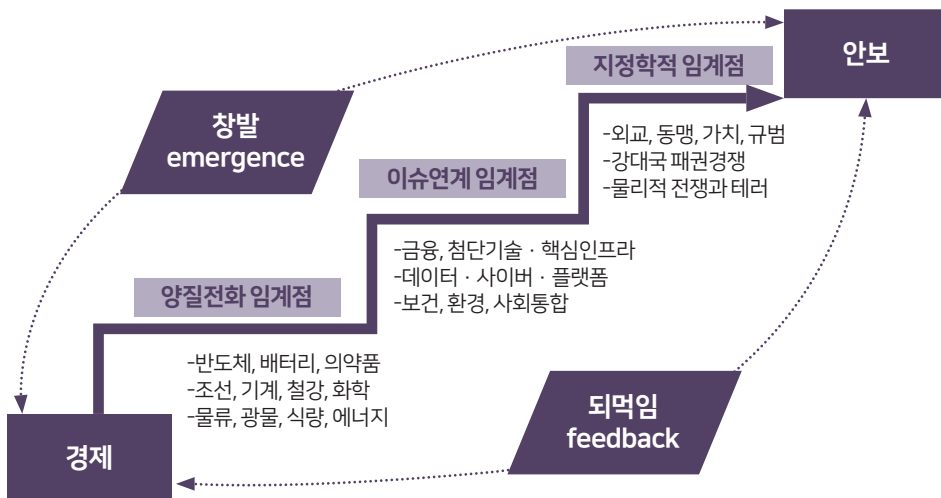 안보
지정학적 임계점
창발
emergence
-외교, 동맹, 가치, 규범
-강대국 패권경쟁
-물리적 전쟁과 테러
이슈연계 임계점
-금융, 첨단기술 · 핵심인프라
-데이터 · 사이버 · 플랫폼
-보건, 환경, 사회통합
양질전화 임계점
-반도체, 배터리, 의약품
-조선, 기계, 철강, 화학
-물류, 광물, 식량, 에너지
되먹임
feedback
경제